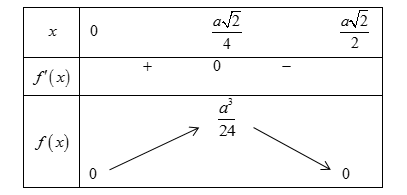 x 0 a√2/4 a√2/2
f'(x) + 0 −
a³/24
f(x)
0 0